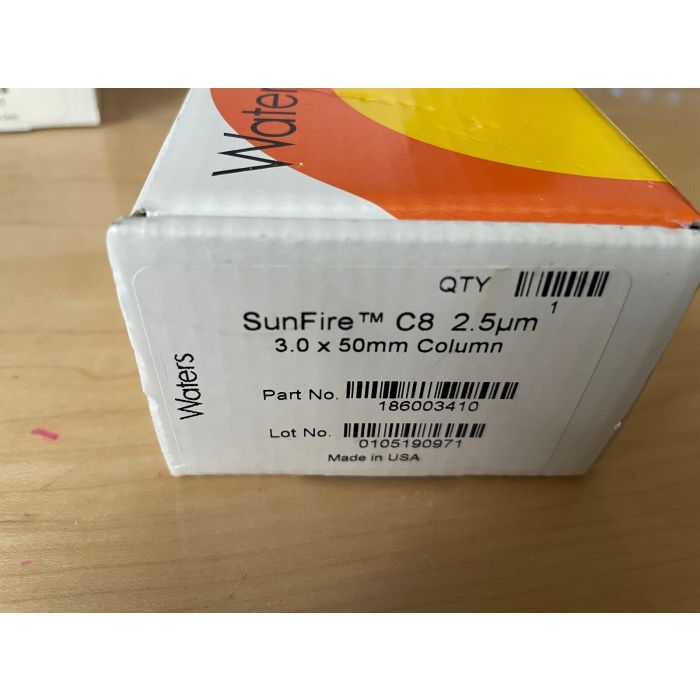 Waters
QTY
1
SunFire™ C8 2.5µm
3.0 x 50mm Column
Waters
Part No.
186003410
Lot No.
0105190971
Made in USA